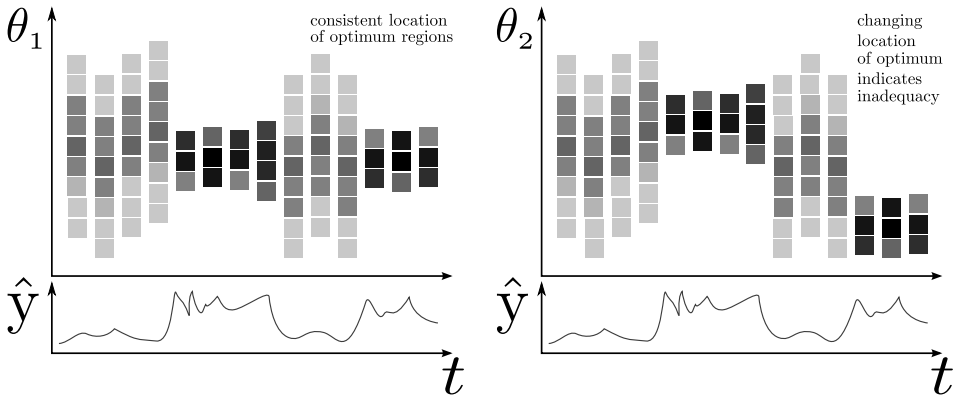 θ₁
consistent location
of optimum regions
ŷ
t
θ₂
changing
location
of optimum
indicates
inadequacy
ŷ
t